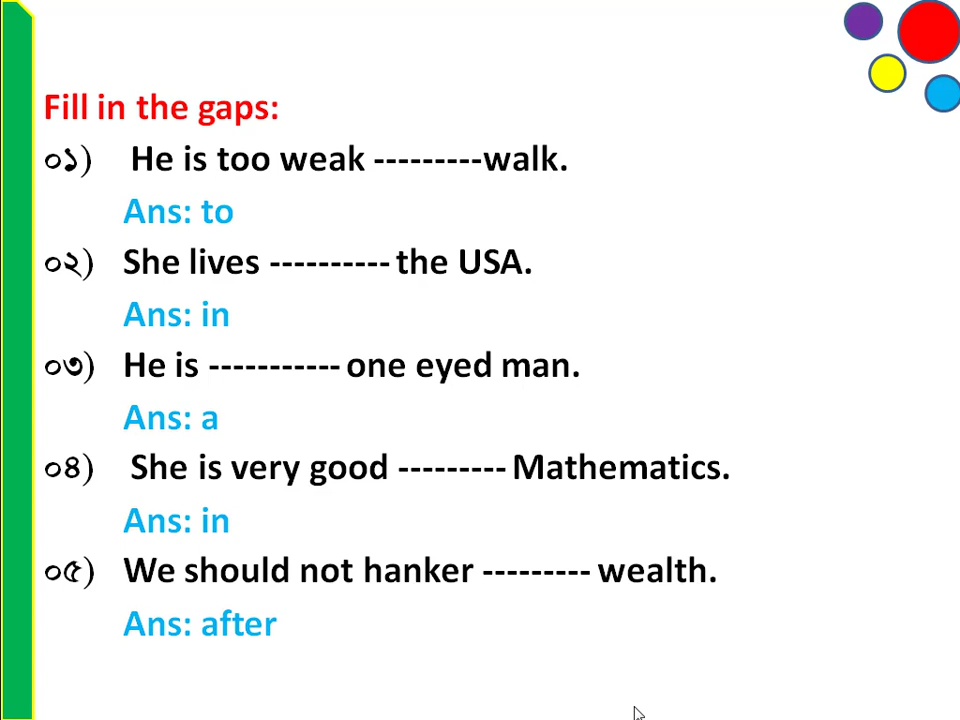 Fill in the gaps:
০১) He is too weak ---------walk.
Ans: to
০২) She lives ---------- the USA.
Ans: in
০৩) He is ----------- one eyed man.
Ans: a
০৪) She is very good --------- Mathematics.
Ans: in
০৫) We should not hanker --------- wealth.
Ans: after